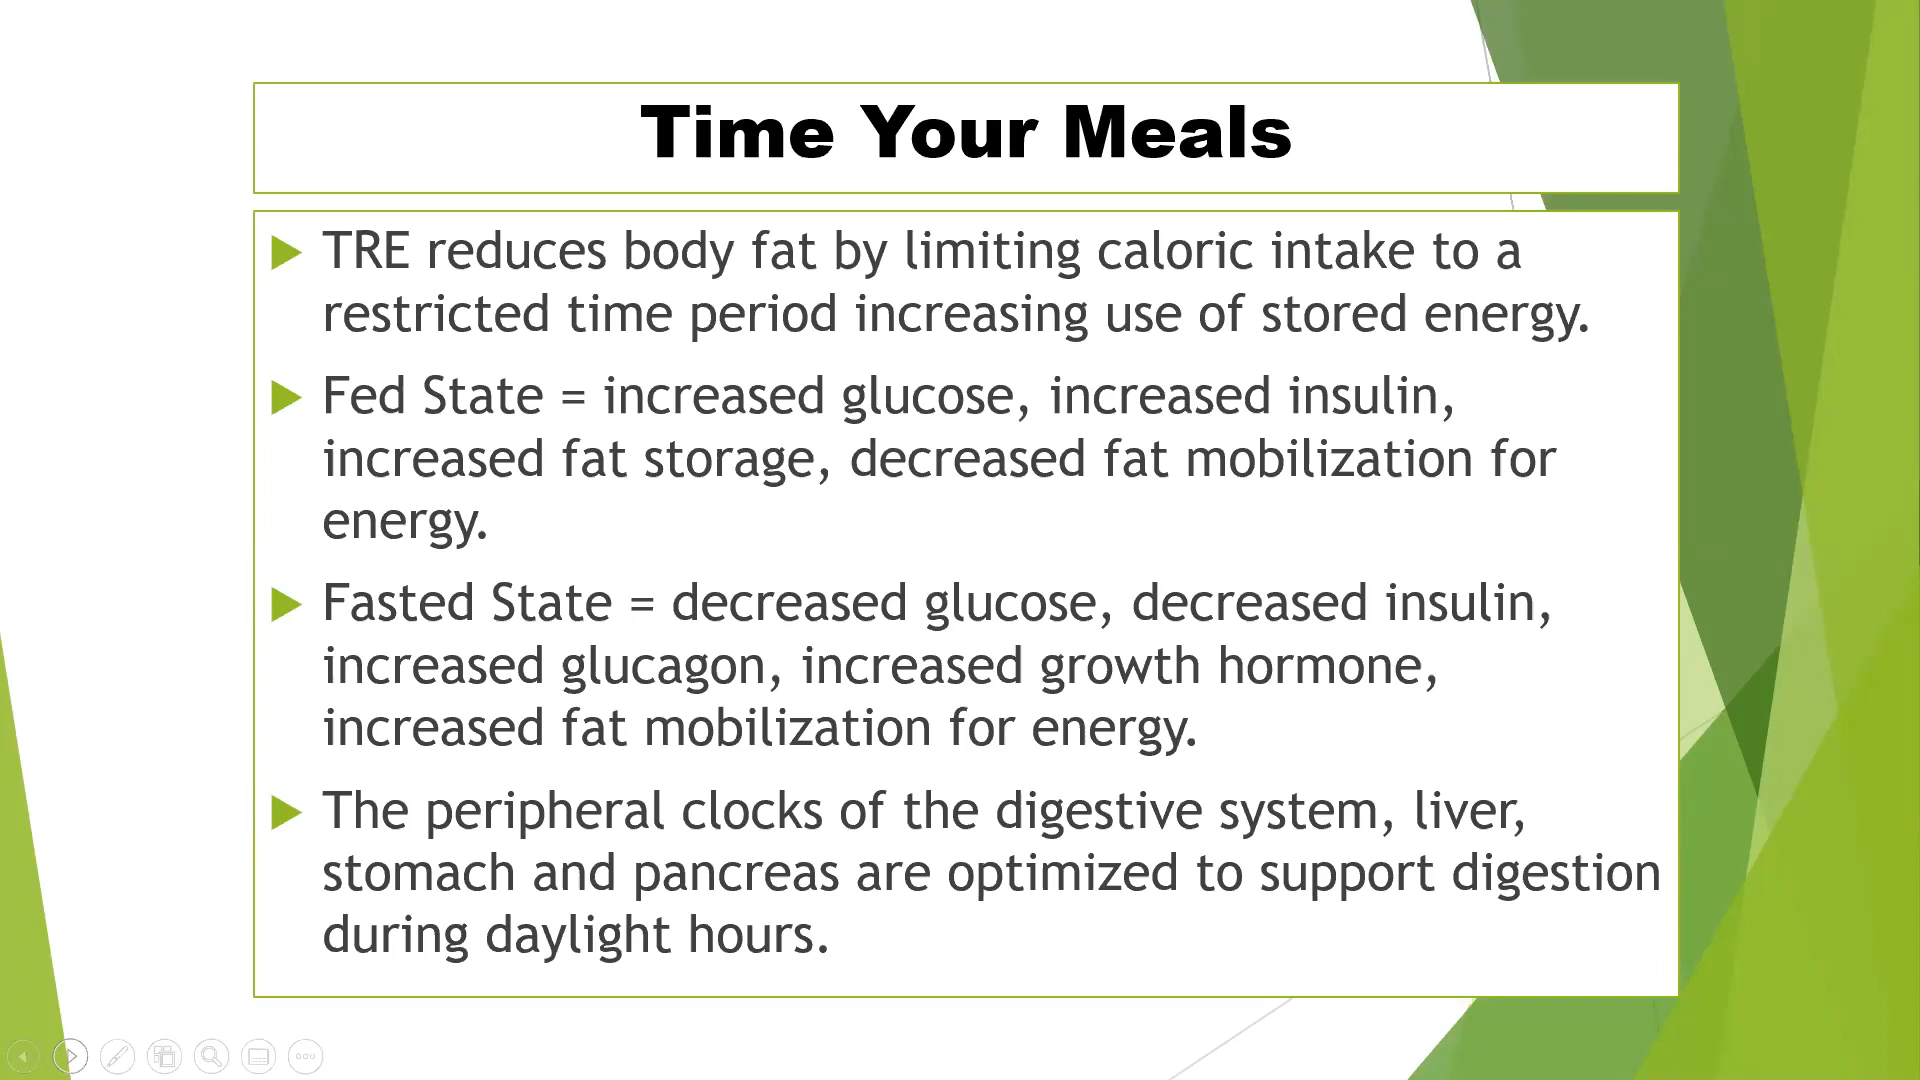 Time Your Meals
TRE reduces body fat by limiting caloric intake to a
restricted time period increasing use of stored energy.
Fed State = increased glucose, increased insulin,
increased fat storage, decreased fat mobilization for
energy.
Fasted State = decreased glucose, decreased insulin,
increased glucagon, increased growth hormone,
increased fat mobilization for energy.
The peripheral clocks of the digestive system, liver,
stomach and pancreas are optimized to support digestion
during daylight hours.